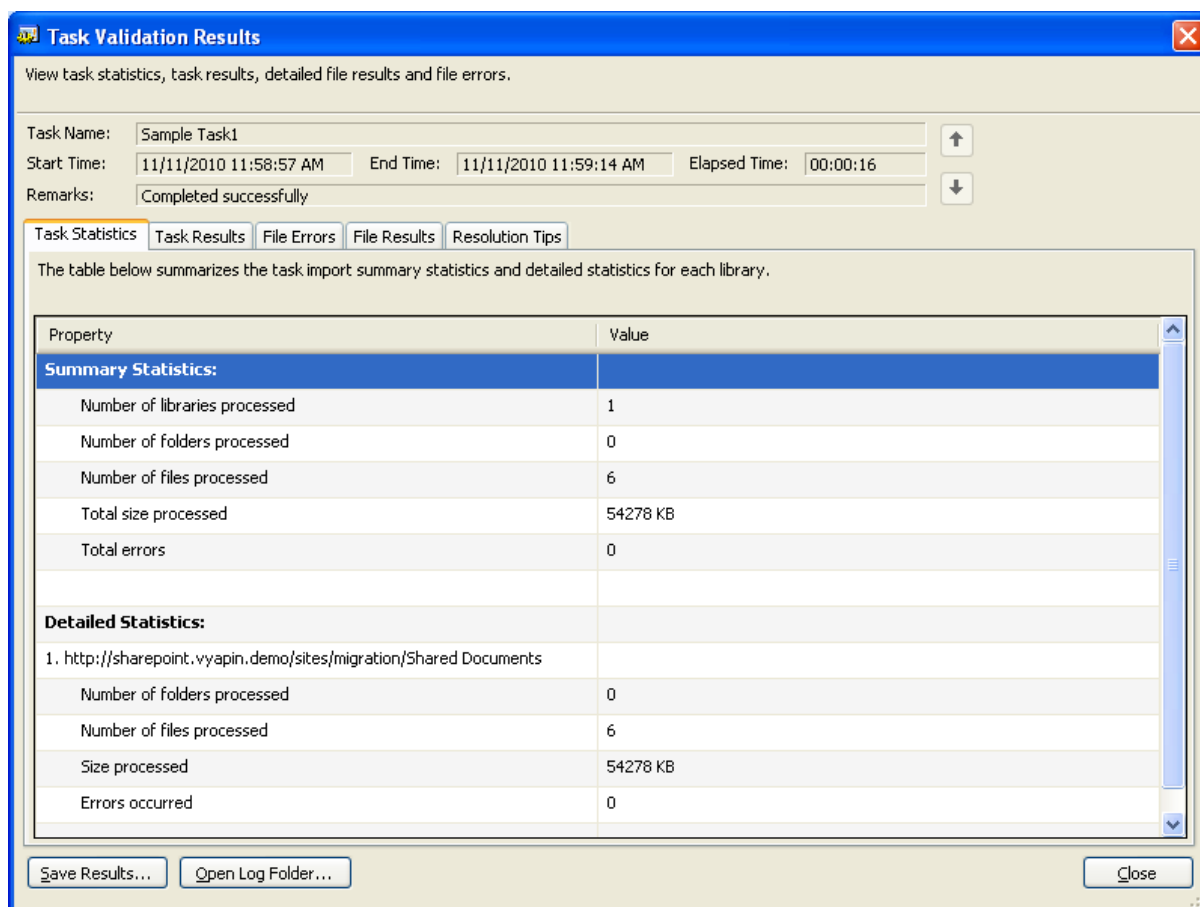 Task Validation Results
View task statistics, task results, detailed file results and file errors.
Task Name: Sample Task1
Start Time: 11/11/2010 11:58:57 AM End Time: 11/11/2010 11:59:14 AM Elapsed Time: 00:00:16
Remarks: Completed successfully
Task Statistics Task Results File Errors File Results Resolution Tips
The table below summarizes the task import summary statistics and detailed statistics for each library.
Property Value
Summary Statistics:
Number of libraries processed 1
Number of folders processed 0
Number of files processed 6
Total size processed 54278 KB
Total errors 0
Detailed Statistics:
1. http://sharepoint.vyapin.demo/sites/migration/Shared Documents
Number of folders processed 0
Number of files processed 6
Size processed 54278 KB
Errors occurred 0
Save Results... Open Log Folder... Close